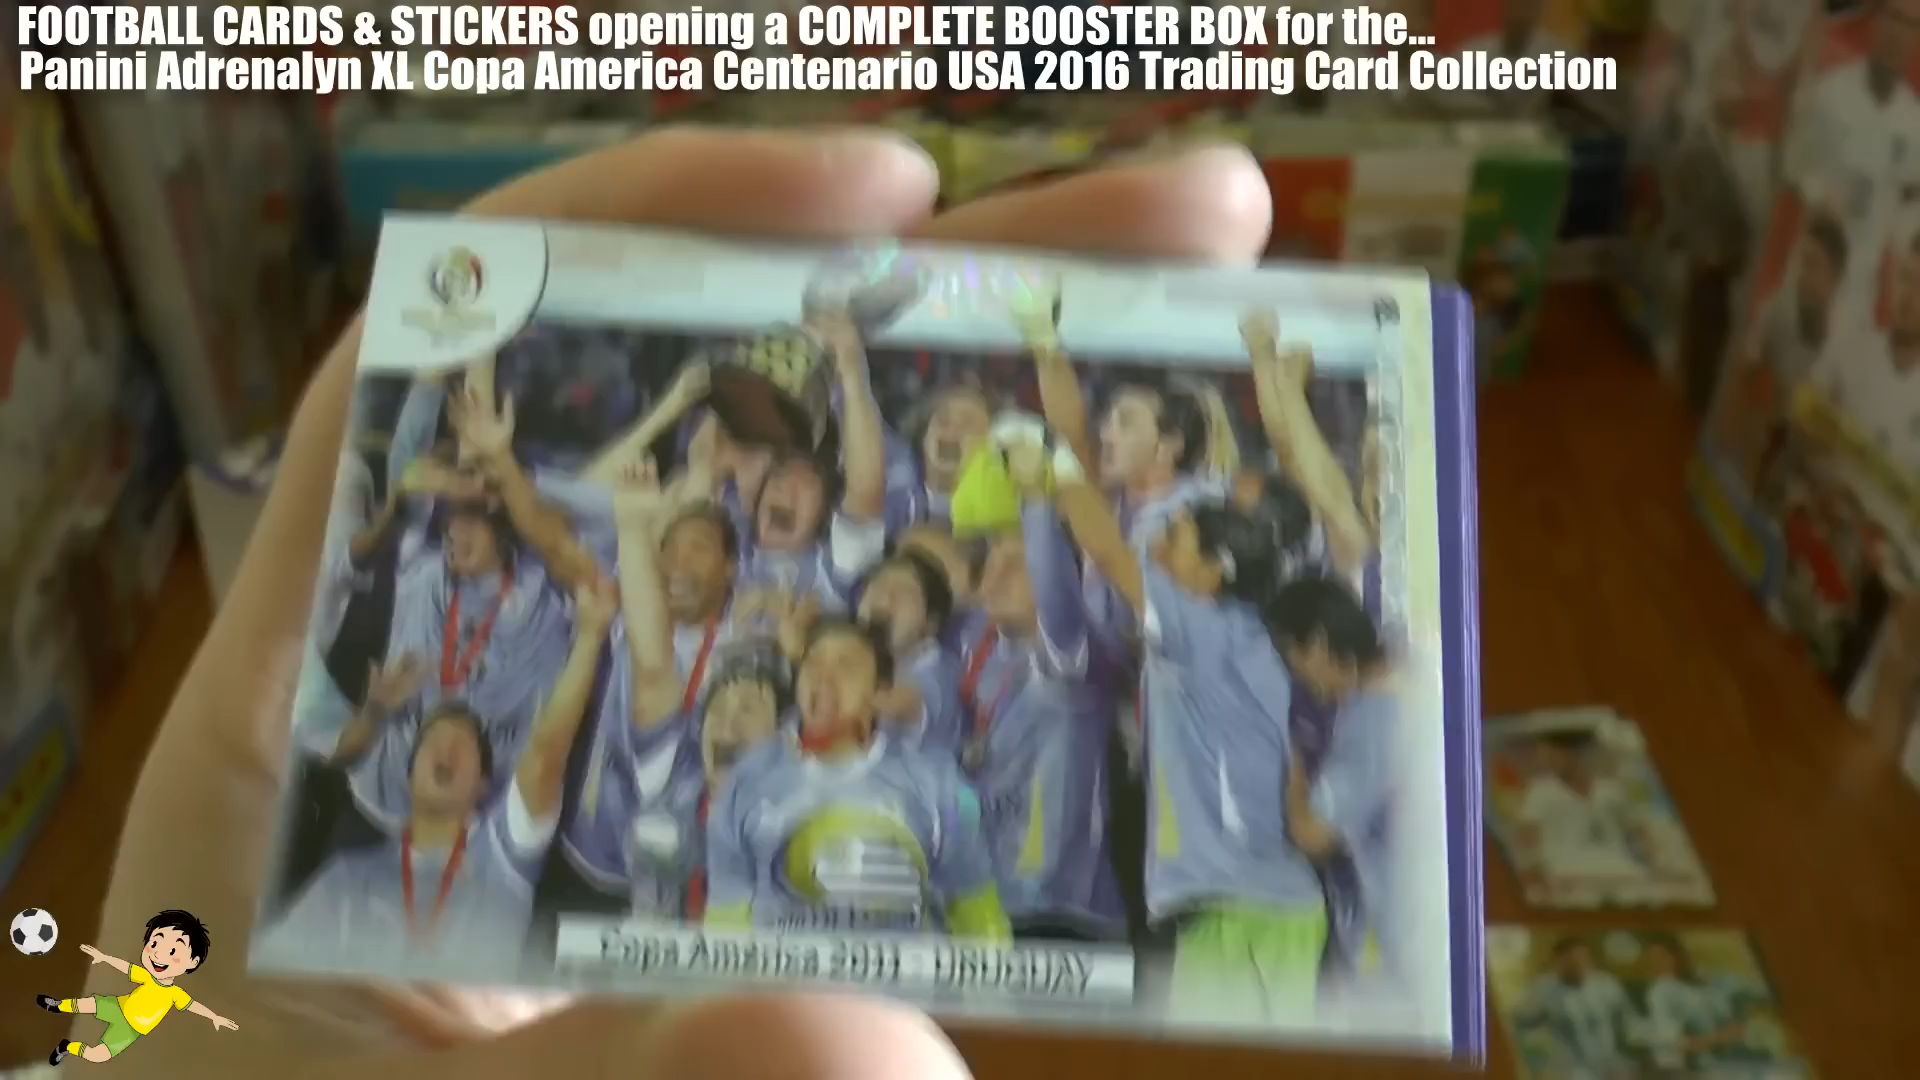 FOOTBALL CARDS & STICKERS opening a COMPLETE BOOSTER BOX for the...
Panini Adrenalyn XL Copa America Centenario USA 2016 Trading Card Collection
Copa América 2011 - URUGUAY